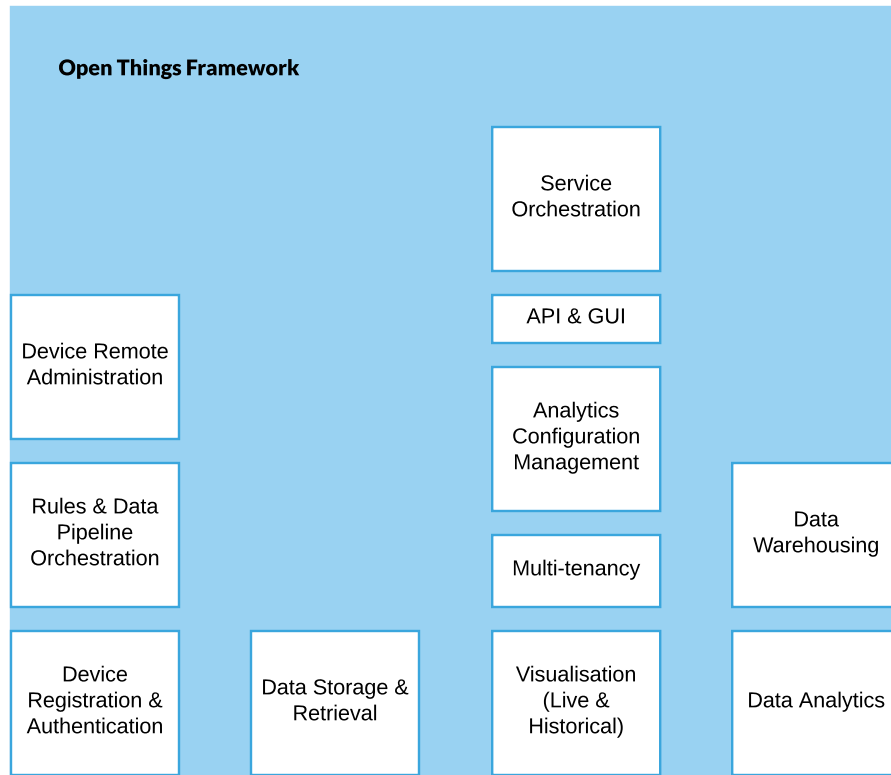 Open Things Framework
Service
Orchestration
API & GUI
Device Remote
Administration
Analytics
Configuration
Management
Rules & Data
Pipeline
Orchestration
Data
Warehousing
Multi-tenancy
Device
Registration &
Authentication
Data Storage &
Retrieval
Visualisation
(Live &
Historical)
Data Analytics